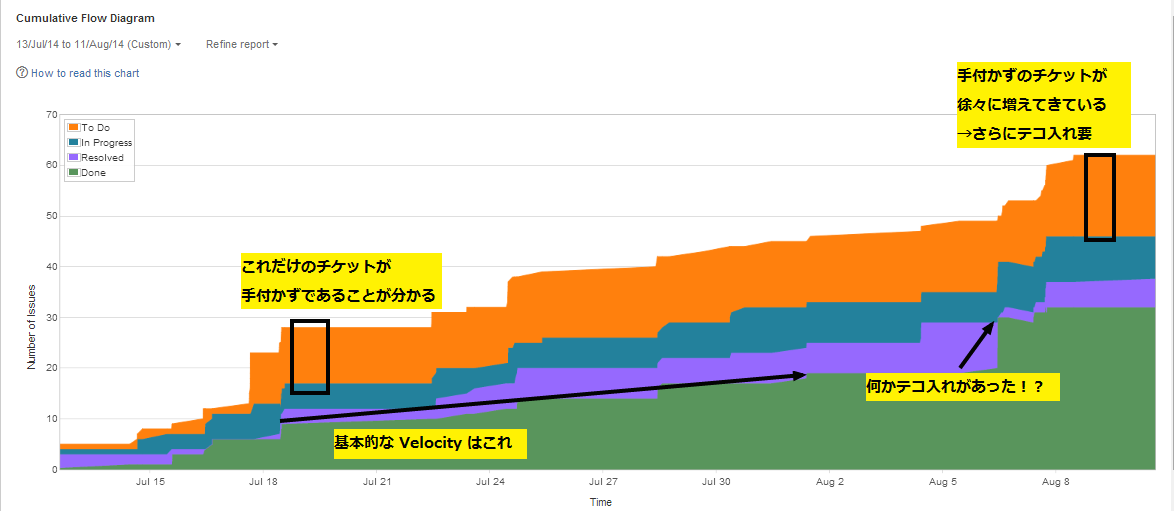 Cumulative Flow Diagram
13/Jul/14 to 11/Aug/14 (Custom)
Refine report
How to read this chart
手付かずのチケットが
徐々に増えてきている
→さらにテコ入れ要
70
60
50
40
30
20
10
0
Number of Issues
To Do
In Progress
Resolved
Done
これだけのチケットが
手付かずであることが分かる
何かテコ入れがあった！？
基本的な Velocity はこれ
Jul 15
Jul 18
Jul 21
Jul 24
Jul 27
Jul 30
Aug 2
Aug 5
Aug 8
Time